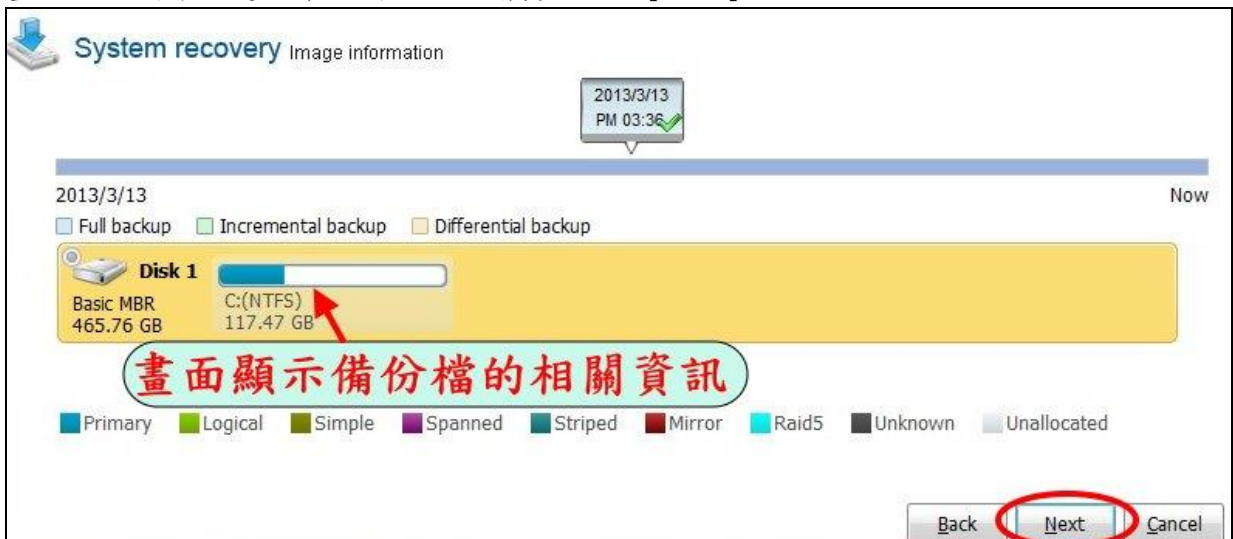 System recovery Image information
2013/3/13
PM 03:36
2013/3/13 Now
Full backup Incremental backup Differential backup
Disk 1
Basic MBR
465.76 GB
C:(NTFS)
117.47 GB
畫面顯示備份檔的相關資訊
Primary Logical Simple Spanned Striped Mirror Raid5 Unknown Unallocated
Back Next Cancel